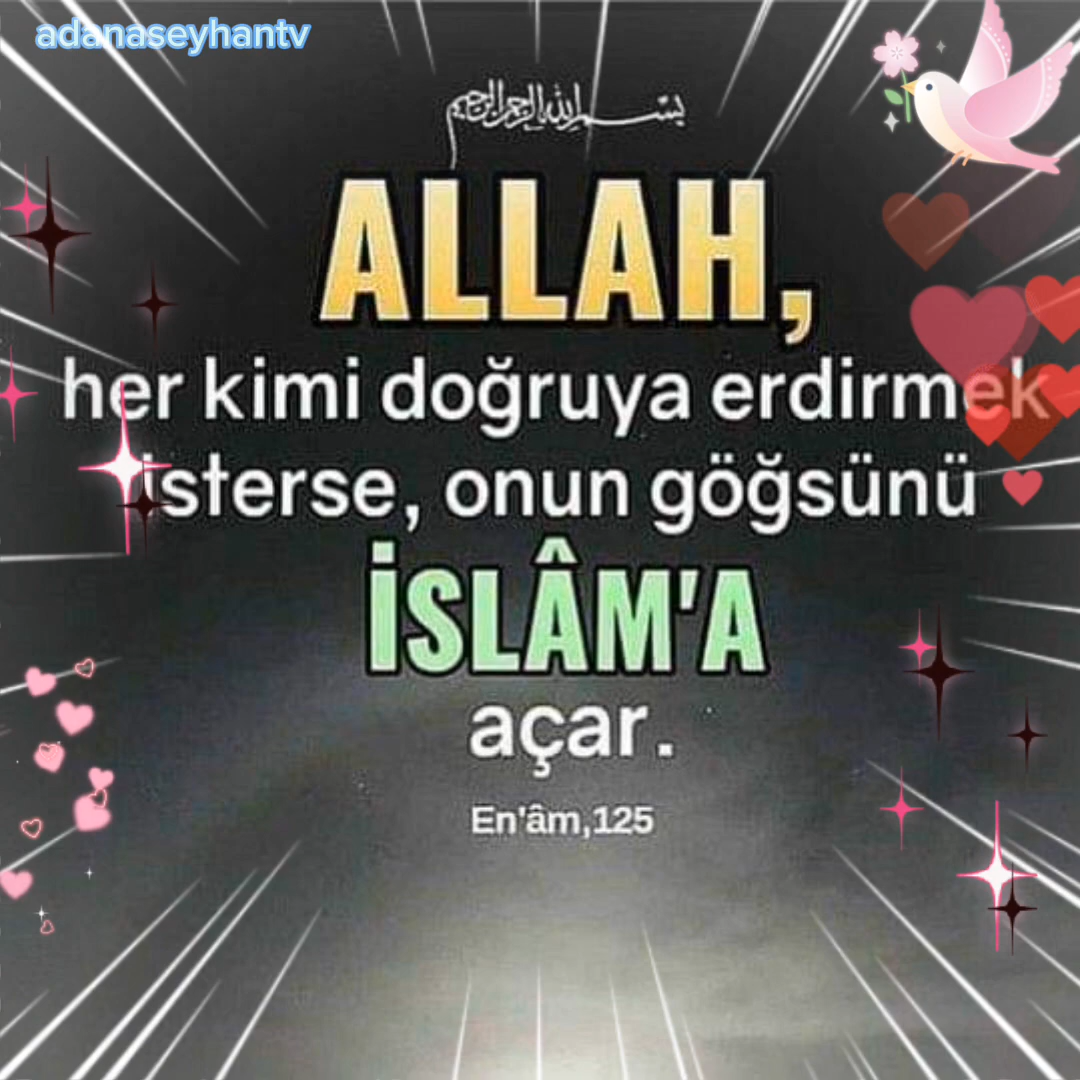 adanaseyhantv
بسم الله الرحمن الرحيم
ALLAH,
her kimi doğruya erdirmek
isterse, onun göğsünü
İSLÂM'A
açar.
En'âm,125